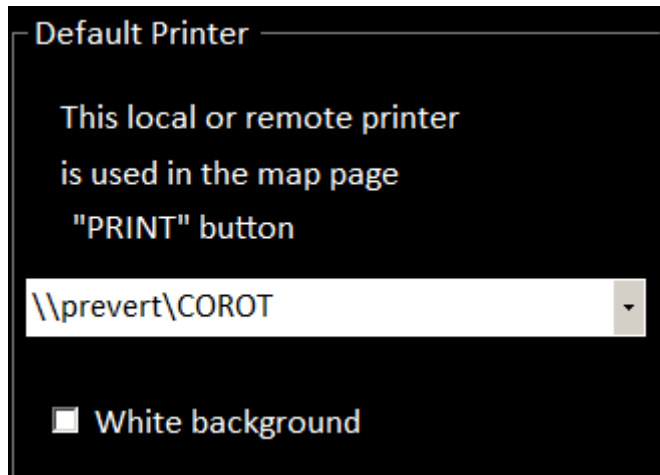 Default Printer
This local or remote printer
is used in the map page
"PRINT" button
\\prevert\COROT
White background